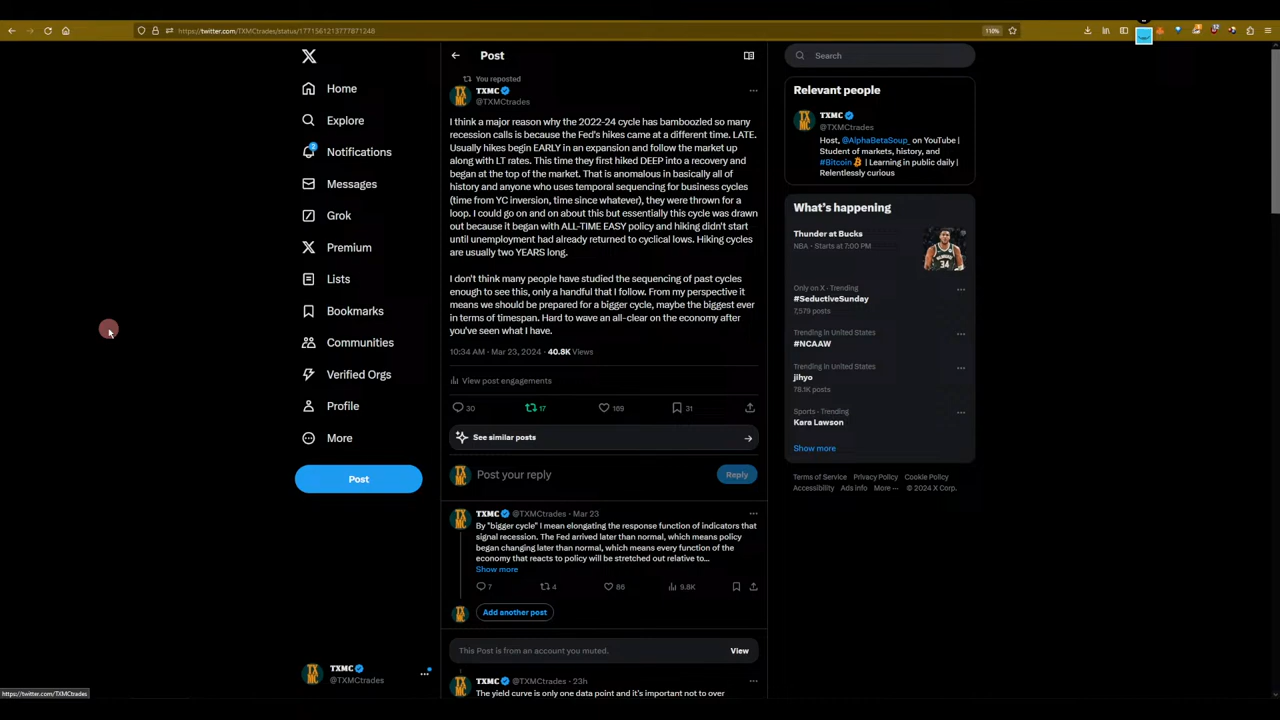 https://twitter.com/TXMCtrades/status/1771561213777871248
110%
Post
Search
You reposted
TXMC
@TXMCtrades
I think a major reason why the 2022-24 cycle has bamboozled so many
recession calls is because the Fed's hikes came at a different time. LATE.
Usually hikes begin EARLY in an expansion and follow the market up
along with LT rates. This time they first hiked DEEP into a recovery and
began at the top of the market. That is anomalous in basically all of
history and anyone who uses temporal sequencing for business cycles
(time from YC inversion, time since whatever), they were thrown for a
loop. I could go on and on about this but essentially this cycle was drawn
out because it began with ALL-TIME EASY policy and hiking didn't start
until unemployment had already returned to cyclical lows. Hiking cycles
are usually two YEARS long.
I don't think many people have studied the sequencing of past cycles
enough to see this, only a handful that I follow. From my perspective it
means we should be prepared for a bigger cycle, maybe the biggest ever
in terms of timespan. Hard to wave an all-clear on the economy after
you've seen what I have.
10:34 AM · Mar 23, 2024 · 40.8K Views
View post engagements
30
17
189
31
See similar posts
Post your reply
Reply
TXMC @TXMCtrades · Mar 23
By "bigger cycle" I mean elongating the response function of indicators that
signal recession. The Fed arrived later than normal, which means policy
began changing later than normal, which means every function of the
economy that reacts to policy will be stretched out relative to...
Show more
7
4
86
9.8K
Add another post
This Post is from an account you muted.
View
TXMC @TXMCtrades · 23h
The yield curve is only one data point and it's important not to over
Home
Explore
2
Notifications
Messages
Grok
Premium
Lists
Bookmarks
Communities
Verified Orgs
Profile
More
Post
TXMC
@TXMCtrades
https://twitter.com/TXMCtrades
Relevant people
TXMC
@TXMCtrades
Host, @AlphaBetaSoup_ on YouTube |
Student of markets, history, and
#Bitcoin | Learning in public daily |
Relentlessly curious
What's happening
Thunder at Bucks
NBA · Starts at 7:00 PM
Only on X · Trending
#SeductiveSunday
7,579 posts
Trending in United States
#NCAAW
Trending in United States
jihyo
78.1K posts
Sports · Trending
Kara Lawson
Show more
Terms of Service Privacy Policy Cookie Policy
Accessibility Ads info More ··· © 2024 X Corp.